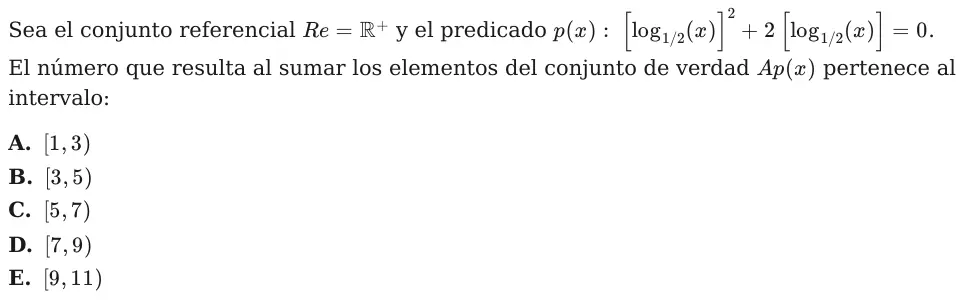 Sea el conjunto referencial Re = ℝ⁺ y el predicado p(x) : [log₁/₂(x)]² + 2 [log₁/₂(x)] = 0.
El número que resulta al sumar los elementos del conjunto de verdad Ap(x) pertenece al
intervalo:
A. [1, 3)
B. [3, 5)
C. [5, 7)
D. [7, 9)
E. [9, 11)